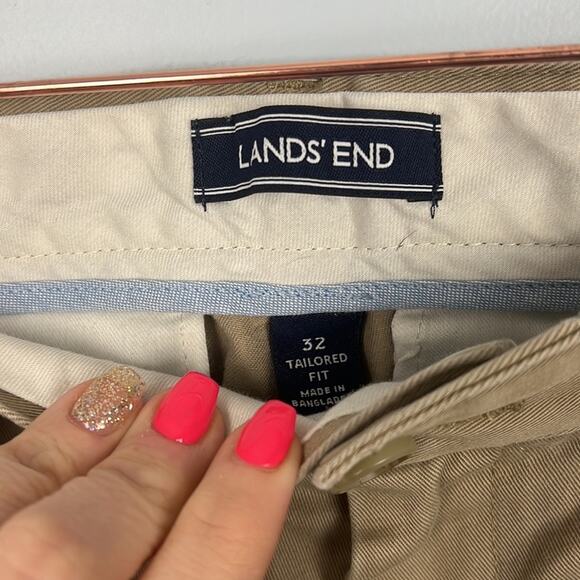 LANDS' END
32
TAILORED
FIT
MADE IN